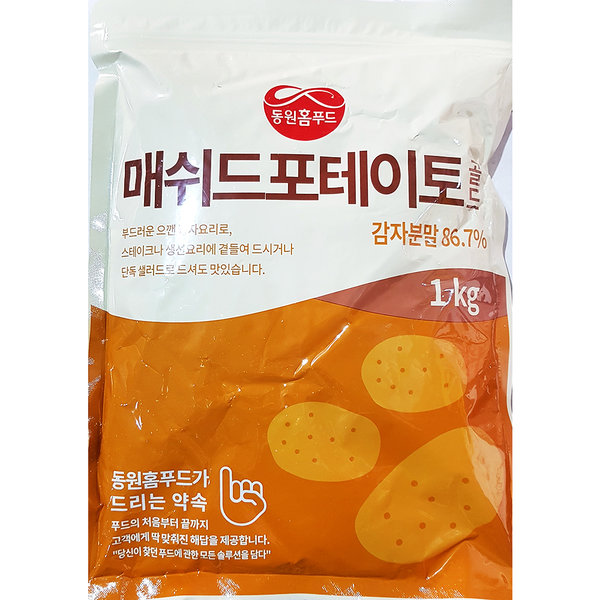 동원홈푸드
매쉬드포테이토 골드
감자분말 86.7%
부드러운 으깬 감자요리로,
스테이크나 생선요리에 곁들여 드시거나
단독 샐러드로 드셔도 맛있습니다.
1kg
동원홈푸드가
드리는 약속
푸드의 처음부터 끝까지
고객에게 딱 맞춰진 해답을 제공합니다.
"당신이 찾던 푸드에 관한 모든 솔루션을 담다"